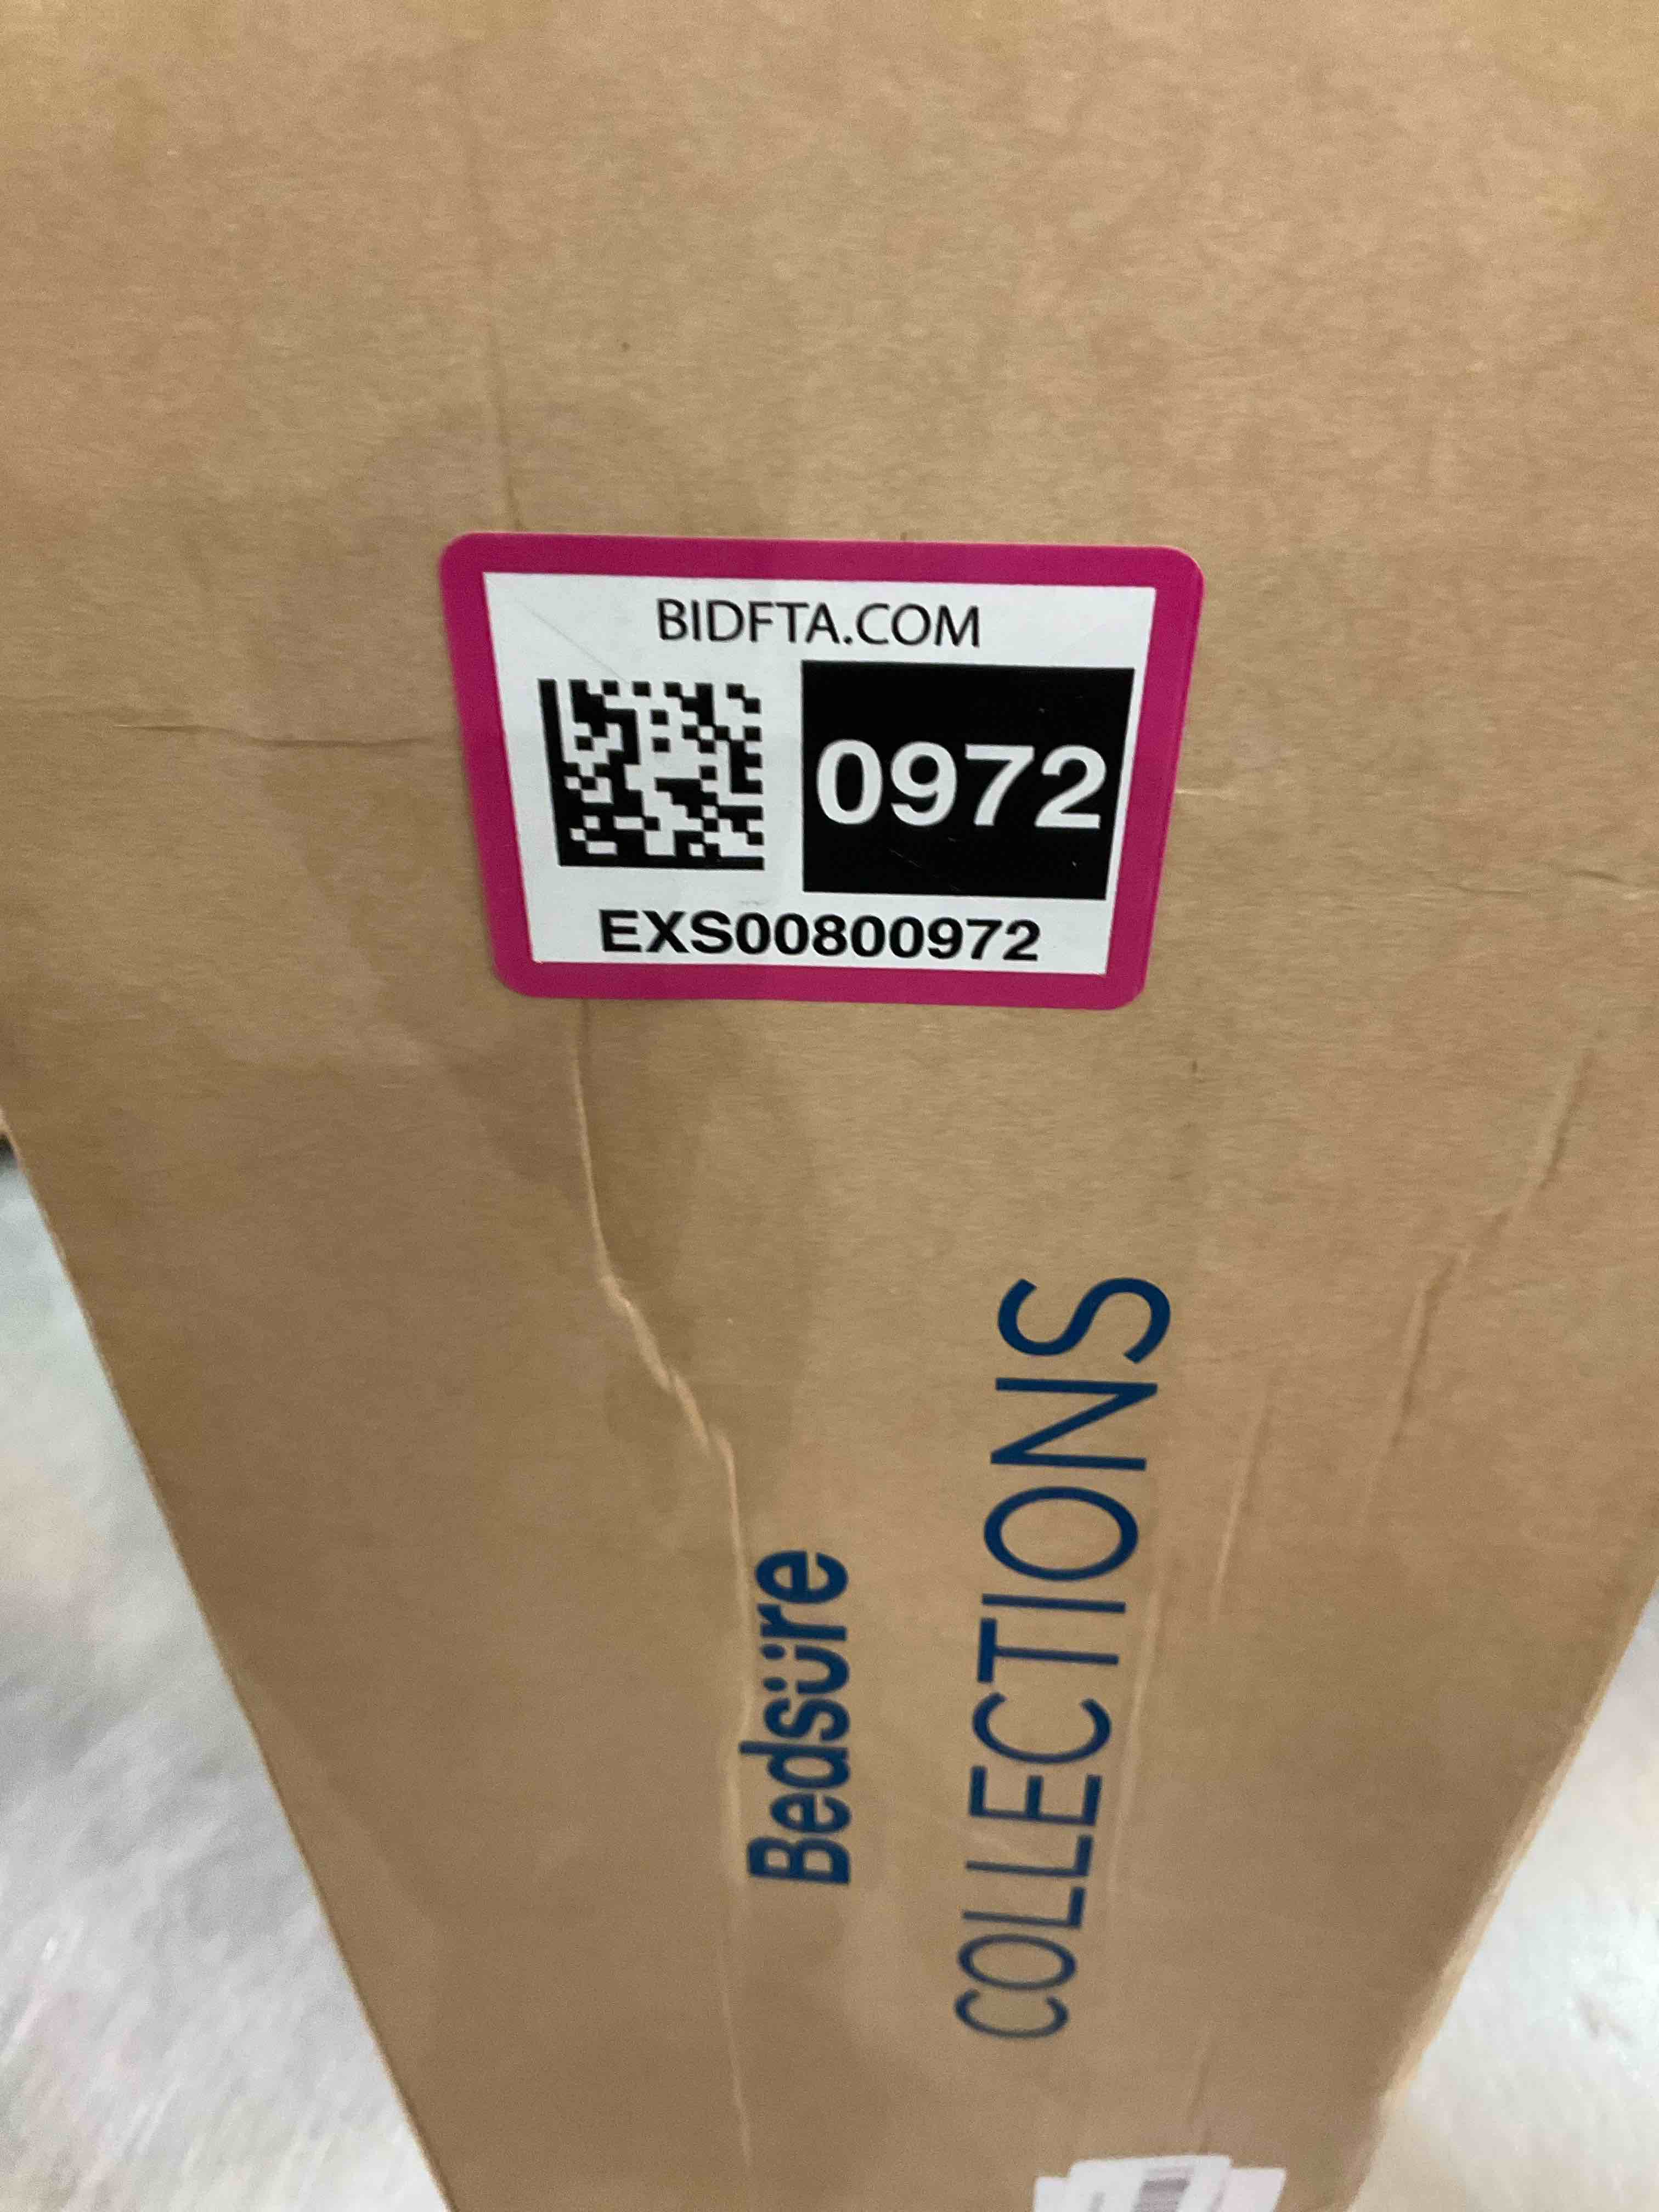 BIDFTA.COM
0972
EXS00800972
Bedsüre
COLLECTIONS